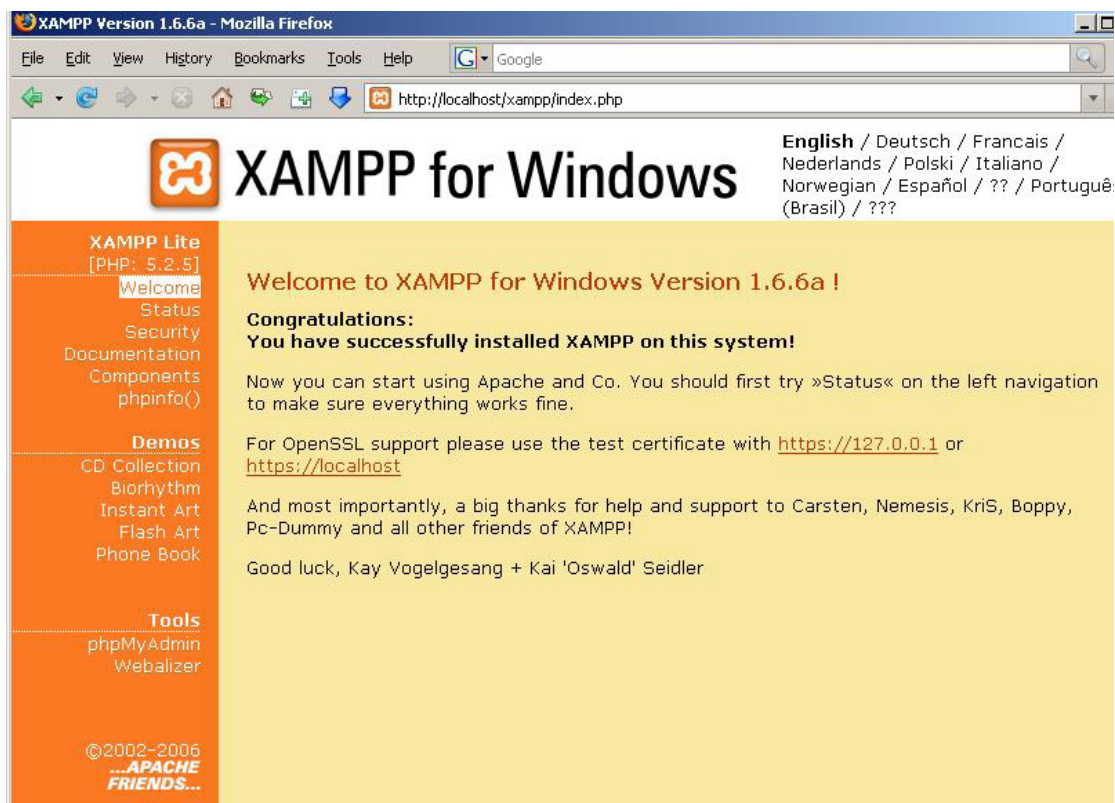 XAMPP Version 1.6.6a - Mozilla Firefox
File Edit View History Bookmarks Tools Help
G Google
http://localhost/xampp/index.php
XAMPP for Windows
English / Deutsch / Francais /
Nederlands / Polski / Italiano /
Norwegian / Español / ?? / Português
(Brasil) / ???
XAMPP Lite
[PHP: 5.2.5]
Welcome
Status
Security
Documentation
Components
phpinfo()
Demos
CD Collection
Biorhythm
Instant Art
Flash Art
Phone Book
Tools
phpMyAdmin
Webalizer
©2002-2006
...APACHE
FRIENDS...
Welcome to XAMPP for Windows Version 1.6.6a !
Congratulations:
You have successfully installed XAMPP on this system!
Now you can start using Apache and Co. You should first try »Status« on the left navigation
to make sure everything works fine.
For OpenSSL support please use the test certificate with https://127.0.0.1 or
https://localhost
And most importantly, a big thanks for help and support to Carsten, Nemesis, KriS, Boppy,
Pc-Dummy and all other friends of XAMPP!
Good luck, Kay Vogelgesang + Kai 'Oswald' Seidler